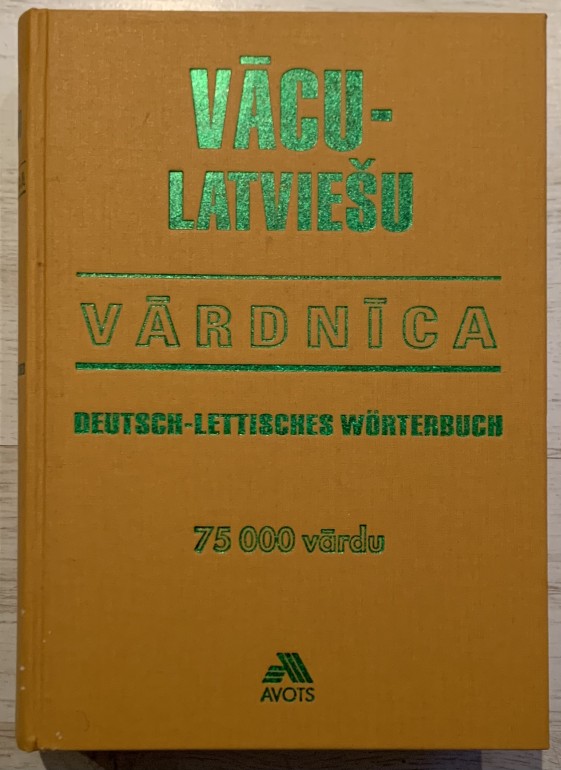 VĀCU-
LATVIEŠU
VĀRDNĪCA
DEUTSCH-LETTISCHES WÖRTERBUCH
75 000 vārdu
AVOTS